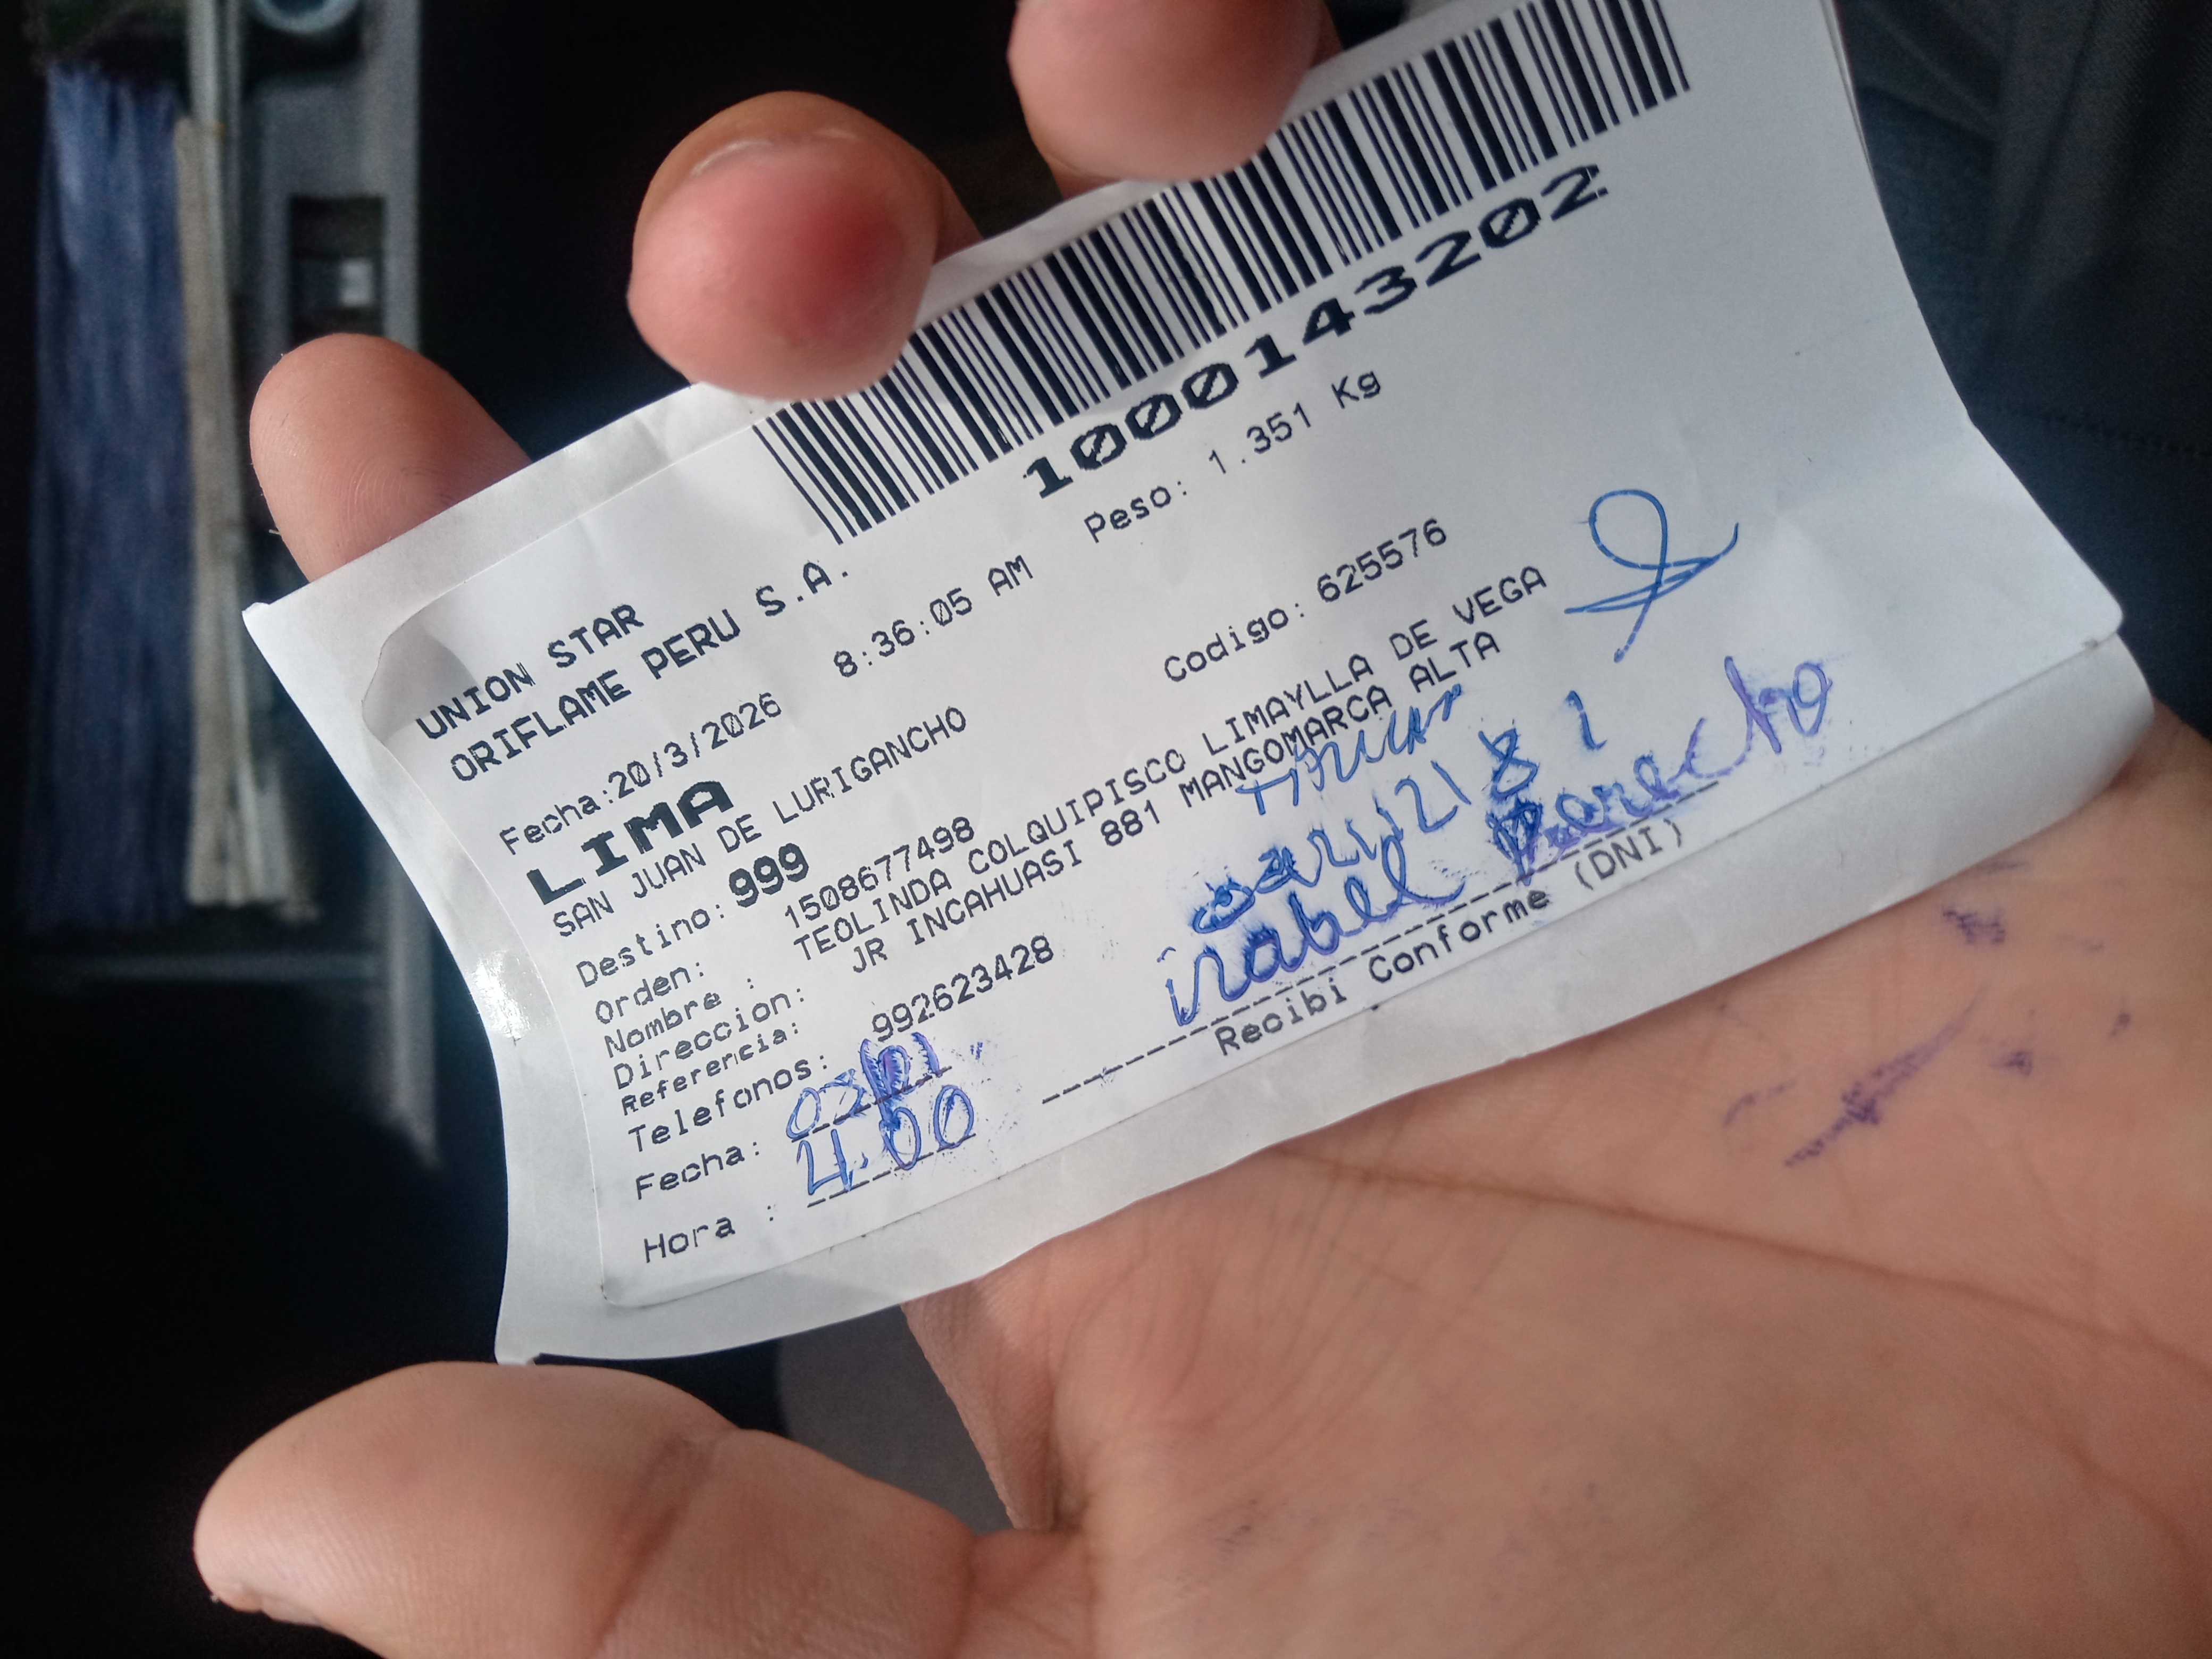 1000143202
UNION STAR
ORIFLAME PERU S.A.
Fecha:20/3/2026 8:36:05 AM Peso: 1.351 Kg
LIMA
SAN JUAN DE LURIGANCHO
Destino: 999 Codigo: 625576
Orden: 1508677498
Nombre : TEOLINDA COLQUIPISCO LIMAYLLA DE VEGA
Direccion: JR INCAHUASI 881 MANGOMARCA ALTA
Referencia:
Telefonos: 992623428
Fecha:
Hora : 4.00
isabel
Recibi Conforme (DNI)